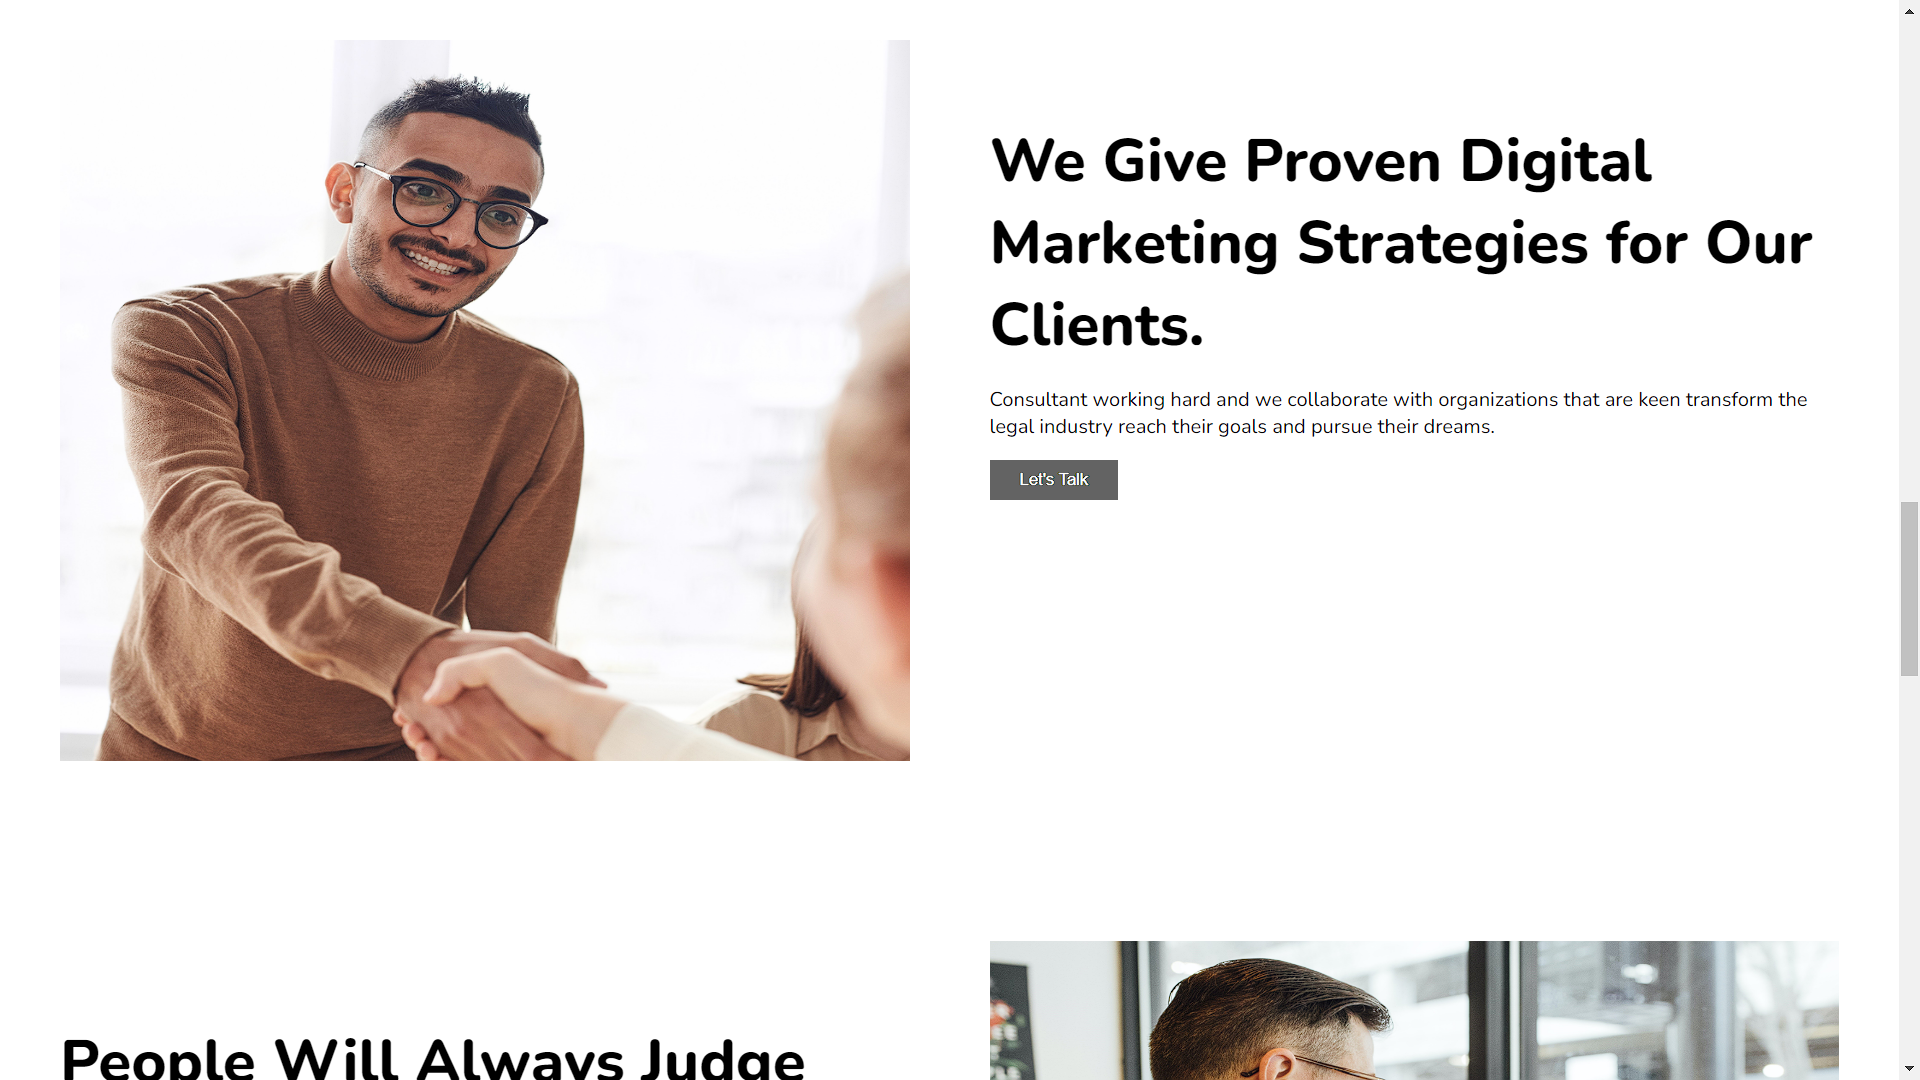 We Give Proven Digital
Marketing Strategies for Our
Clients.
Consultant working hard and we collaborate with organizations that are keen transform the
legal industry reach their goals and pursue their dreams.
Let's Talk
People Will Always Judge